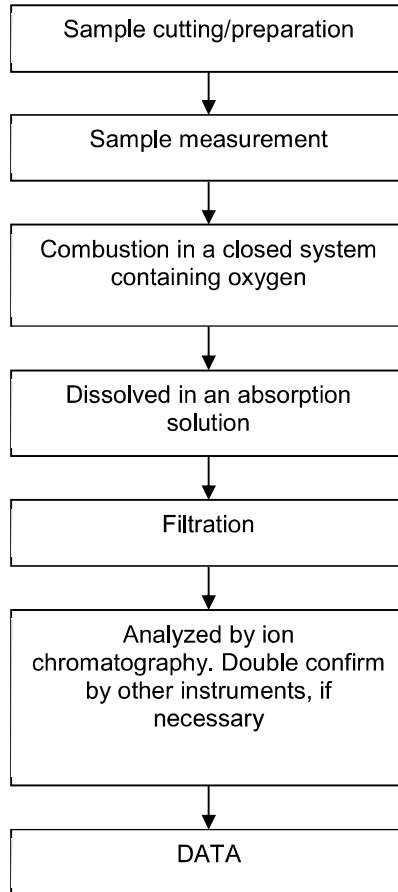 Sample cutting/preparation
Sample measurement
Combustion in a closed system
containing oxygen
Dissolved in an absorption
solution
Filtration
Analyzed by ion
chromatography. Double confirm
by other instruments, if
necessary
DATA